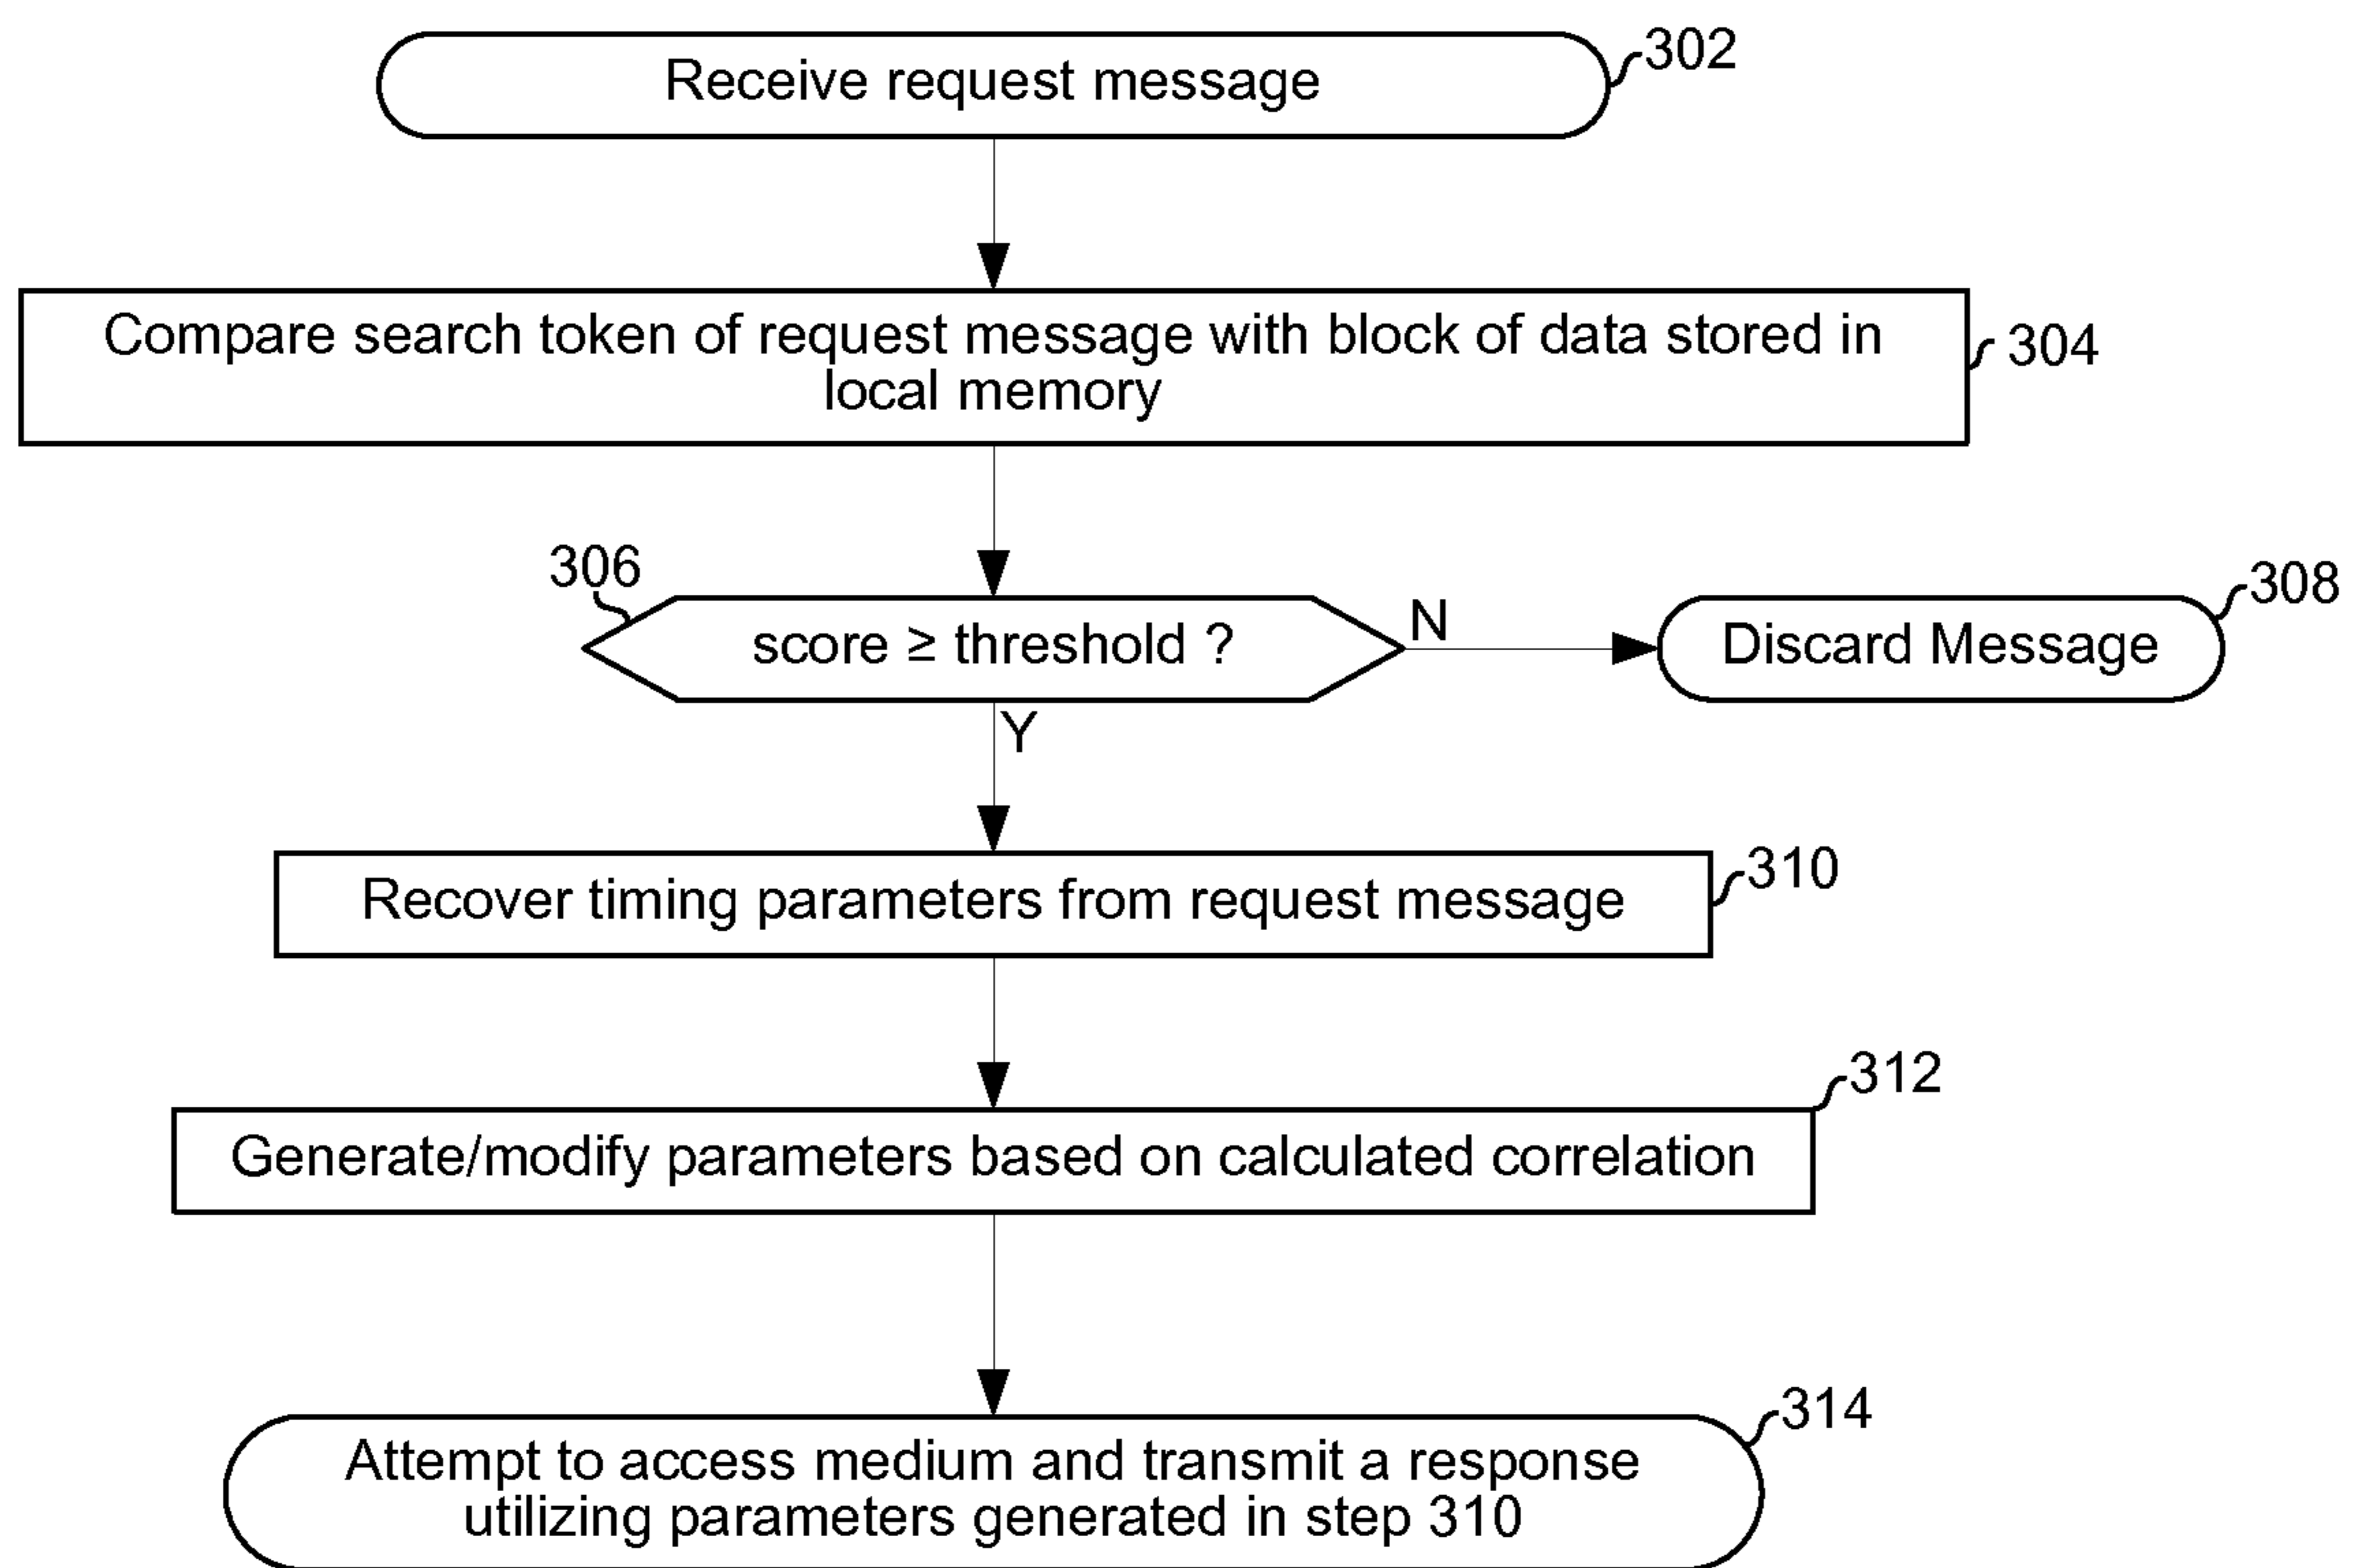 Receive request message
302
Compare search token of request message with block of data stored in
local memory
304
306
score ≥ threshold ?
N
Discard Message
308
Y
Recover timing parameters from request message
310
Generate/modify parameters based on calculated correlation
312
Attempt to access medium and transmit a response
utilizing parameters generated in step 310
314